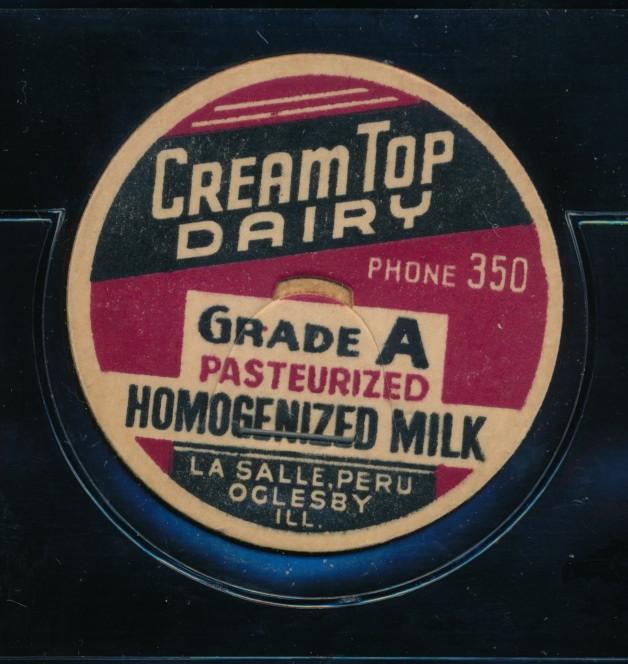 CREAM TOP
DAIRY
PHONE 350
GRADE A
PASTEURIZED
HOMOGENIZED MILK
LA SALLE, PERU
OGLESBY
ILL.